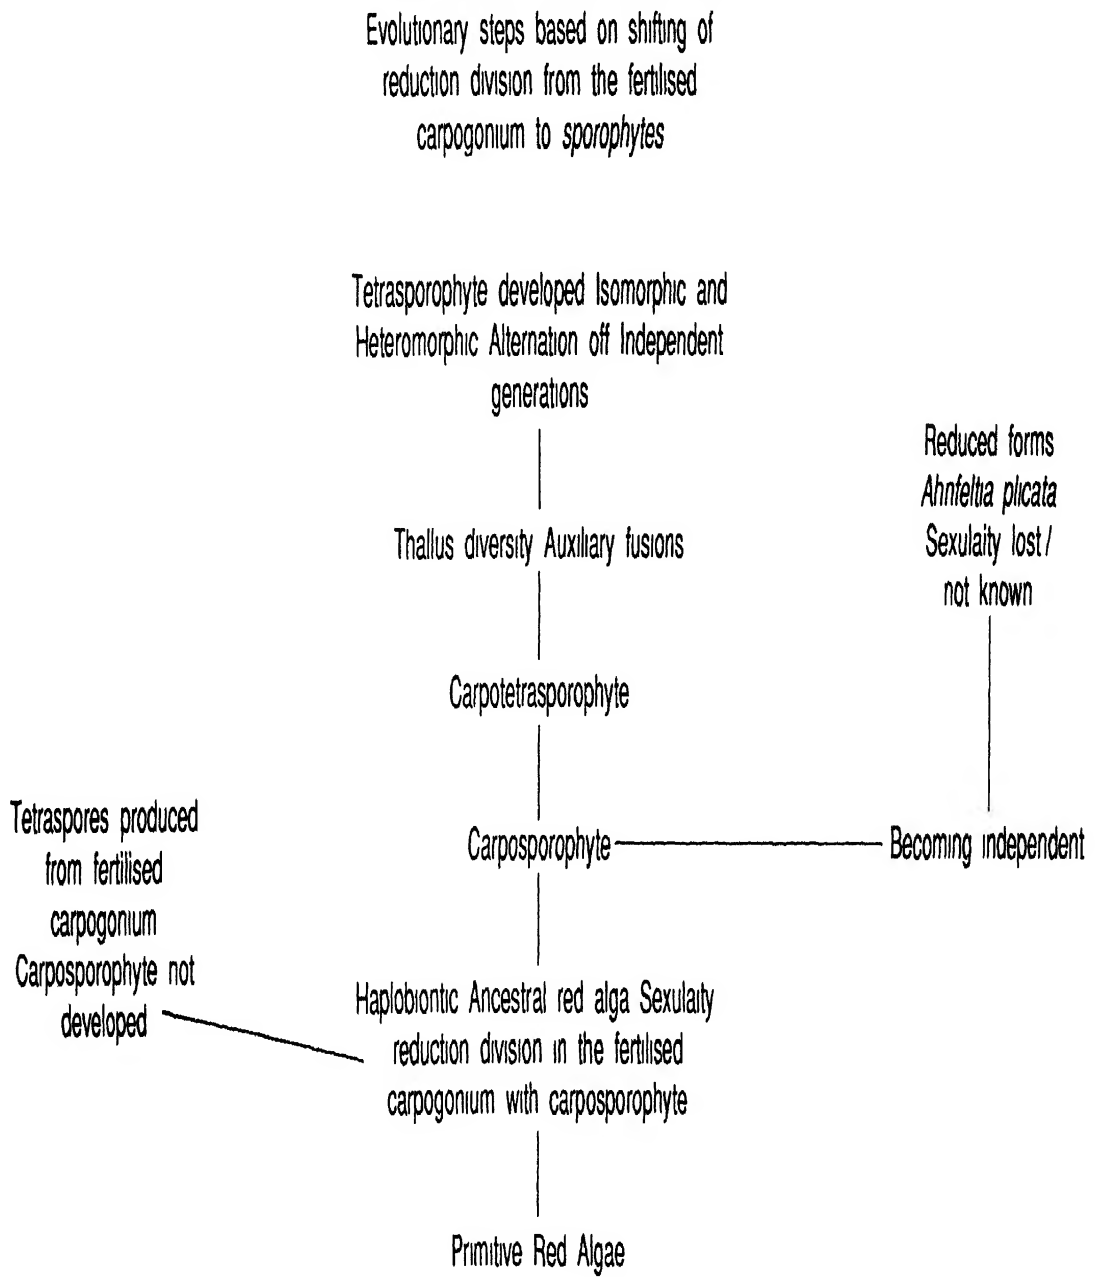 Evolutionary steps based on shifting of
reduction division from the fertilised
carpogonium to sporophytes
Tetrasporophyte developed Isomorphic and
Heteromorphic Alternation off Independent
generations
Reduced forms
Ahnfeltia plicata
Sexulaity lost /
not known
Thallus diversity Auxiliary fusions
Carpotetrasporophyte
Tetraspores produced
from fertilised
carpogonium
Carposporophyte not
developed
Carposporophyte
Becoming independent
Haplobiontic Ancestral red alga Sexulaity
reduction division in the fertilised
carpogonium with carposporophyte
Primitive Red Algae